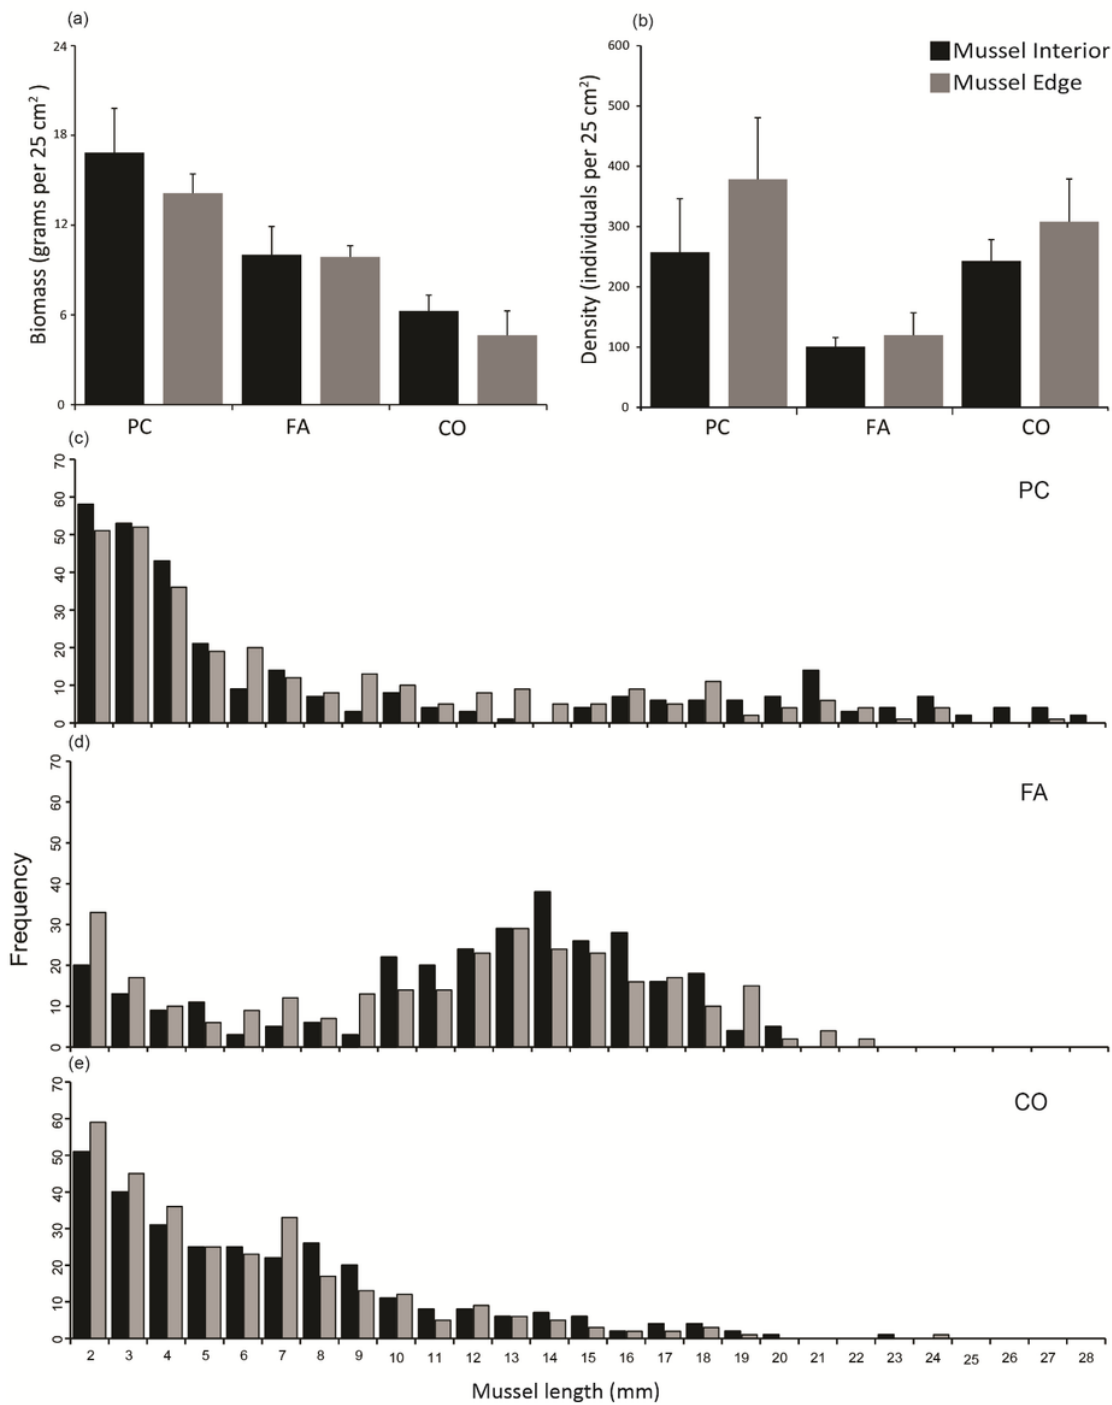 (a)
24
18
12
6
0
Biomass (grams per 25 cm²)
PC FA CO
(b)
600
500
400
300
200
100
0
Density (individuals per 25 cm²)
PC FA CO
Mussel Interior
Mussel Edge
(c)
PC
70
60
50
40
30
20
10
0
(d)
FA
70
60
50
40
30
20
10
0
Frequency
(e)
CO
70
60
50
40
30
20
10
0
2 3 4 5 6 7 8 9 10 11 12 13 14 15 16 17 18 19 20 21 22 23 24 25 26 27 28
Mussel length (mm)